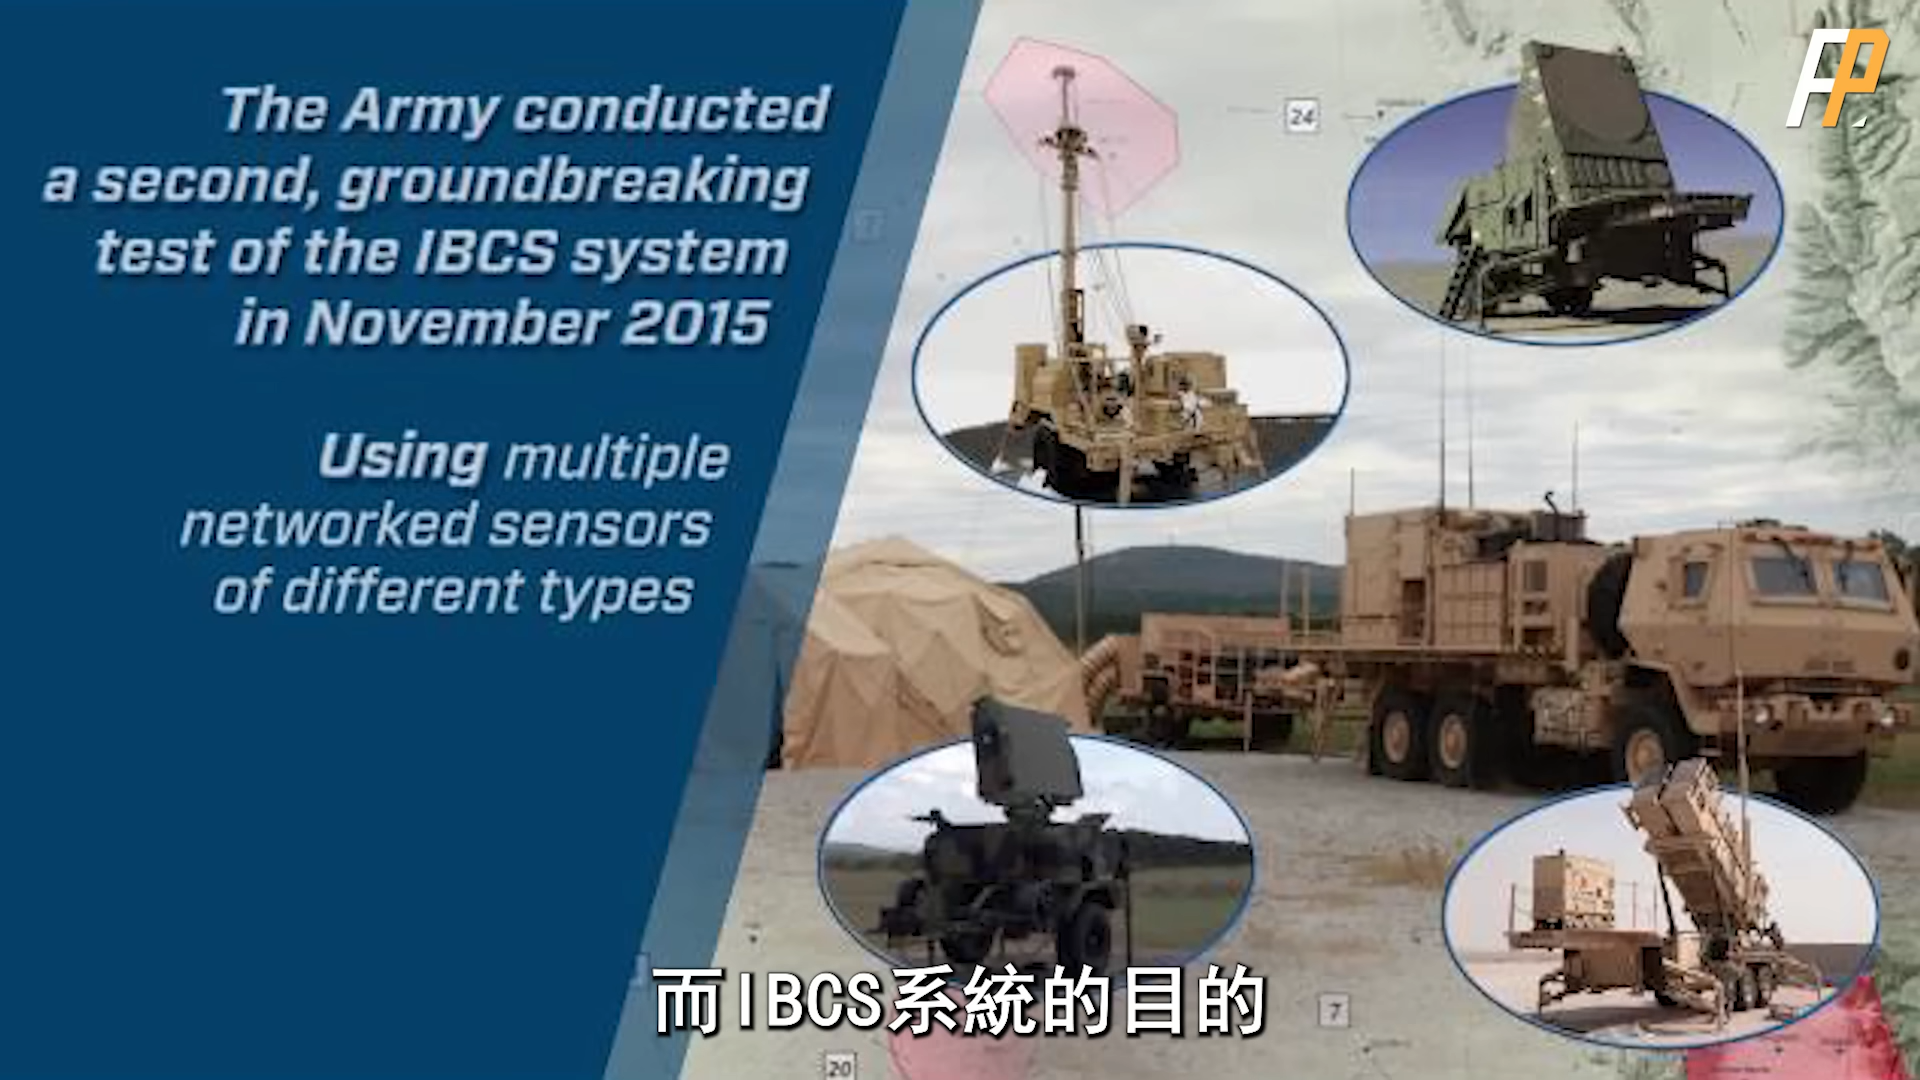 The Army conducted
a second, groundbreaking
test of the IBCS system
in November 2015
Using multiple
networked sensors
of different types
24
FP
7
20
而IBCS系統的目的